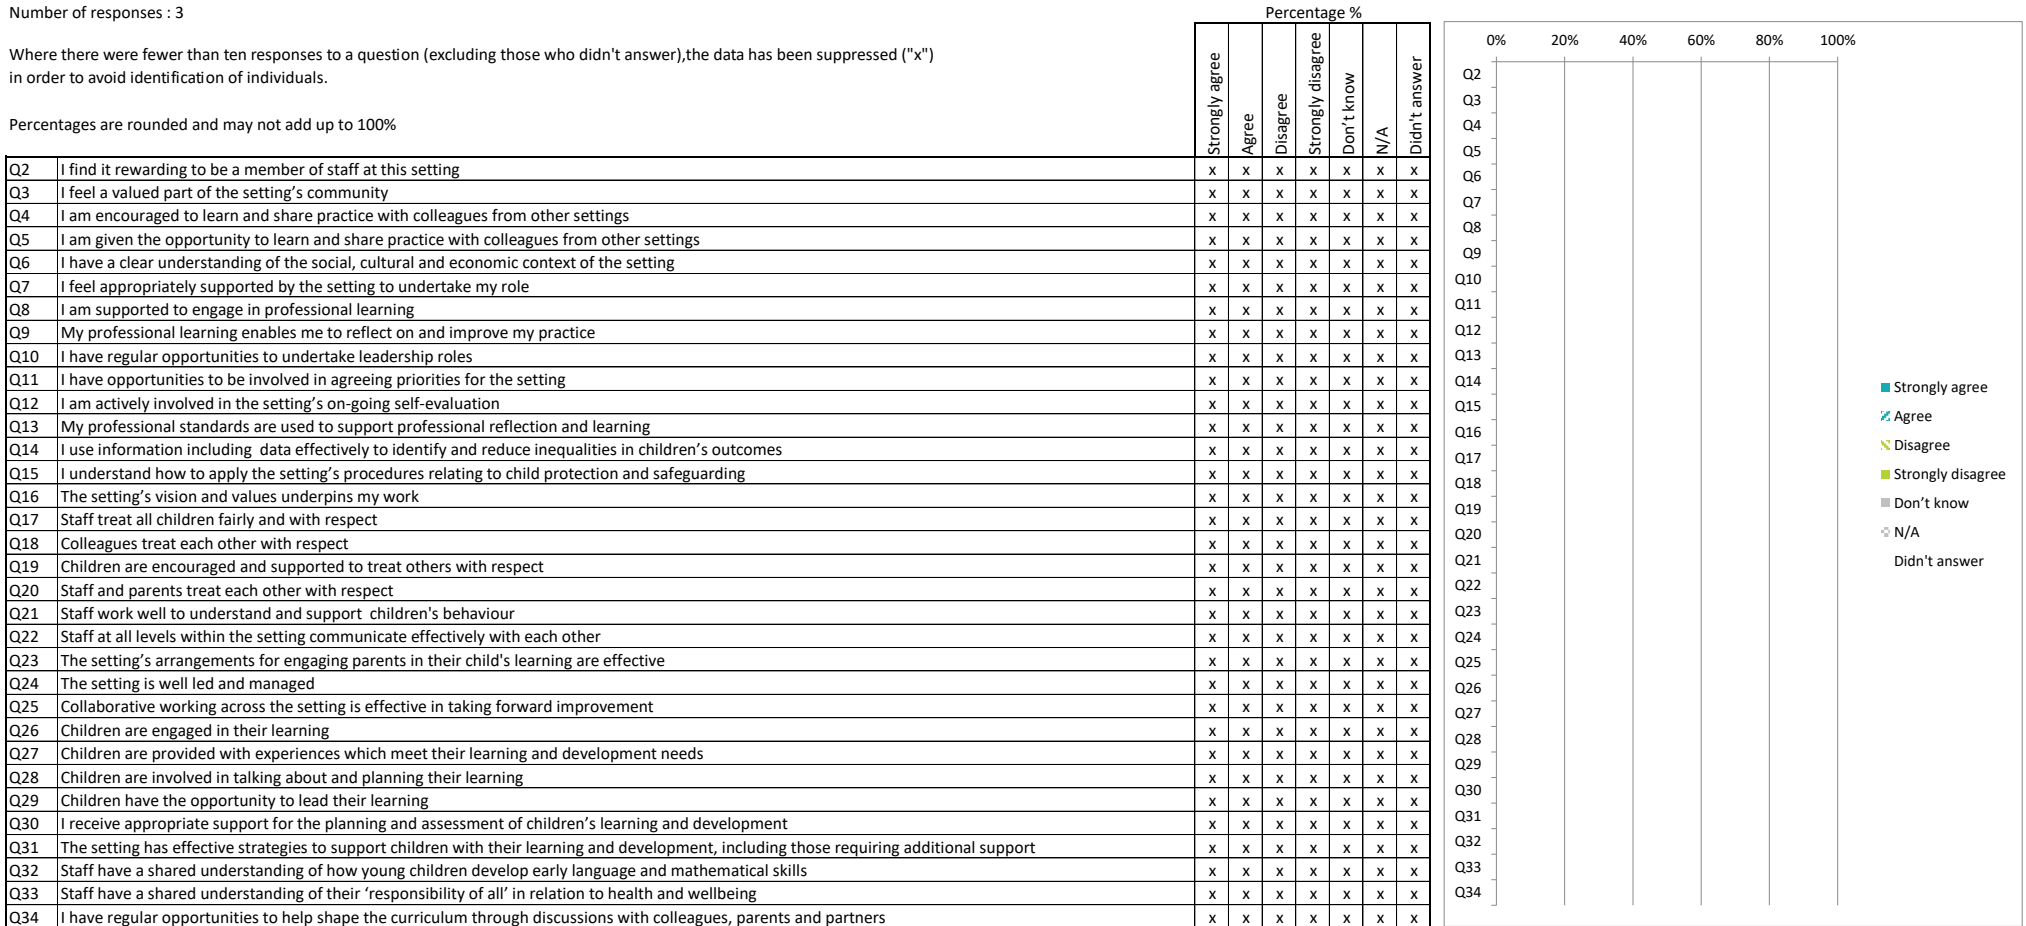 Number of responses : 3
Where there were fewer than ten responses to a question (excluding those who didn't answer),the data has been suppressed ("x")
in order to avoid identification of individuals.
Percentages are rounded and may not add up to 100%
Percentage %
Strongly agree
Agree
Disagree
Strongly disagree
Don’t know
N/A
Didn't answer
Q2 I find it rewarding to be a member of staff at this setting x x x x x x x
Q3 I feel a valued part of the setting’s community x x x x x x x
Q4 I am encouraged to learn and share practice with colleagues from other settings x x x x x x x
Q5 I am given the opportunity to learn and share practice with colleagues from other settings x x x x x x x
Q6 I have a clear understanding of the social, cultural and economic context of the setting x x x x x x x
Q7 I feel appropriately supported by the setting to undertake my role x x x x x x x
Q8 I am supported to engage in professional learning x x x x x x x
Q9 My professional learning enables me to reflect on and improve my practice x x x x x x x
Q10 I have regular opportunities to undertake leadership roles x x x x x x x
Q11 I have opportunities to be involved in agreeing priorities for the setting x x x x x x x
Q12 I am actively involved in the setting’s on-going self-evaluation x x x x x x x
Q13 My professional standards are used to support professional reflection and learning x x x x x x x
Q14 I use information including  data effectively to identify and reduce inequalities in children’s outcomes x x x x x x x
Q15 I understand how to apply the setting’s procedures relating to child protection and safeguarding x x x x x x x
Q16 The setting’s vision and values underpins my work x x x x x x x
Q17 Staff treat all children fairly and with respect x x x x x x x
Q18 Colleagues treat each other with respect x x x x x x x
Q19 Children are encouraged and supported to treat others with respect x x x x x x x
Q20 Staff and parents treat each other with respect x x x x x x x
Q21 Staff work well to understand and support  children's behaviour x x x x x x x
Q22 Staff at all levels within the setting communicate effectively with each other x x x x x x x
Q23 The setting’s arrangements for engaging parents in their child's learning are effective x x x x x x x
Q24 The setting is well led and managed x x x x x x x
Q25 Collaborative working across the setting is effective in taking forward improvement x x x x x x x
Q26 Children are engaged in their learning x x x x x x x
Q27 Children are provided with experiences which meet their learning and development needs x x x x x x x
Q28 Children are involved in talking about and planning their learning x x x x x x x
Q29 Children have the opportunity to lead their learning x x x x x x x
Q30 I receive appropriate support for the planning and assessment of children’s learning and development x x x x x x x
Q31 The setting has effective strategies to support children with their learning and development, including those requiring additional support x x x x x x x
Q32 Staff have a shared understanding of how young children develop early language and mathematical skills x x x x x x x
Q33 Staff have a shared understanding of their ‘responsibility of all’ in relation to health and wellbeing x x x x x x x
Q34 I have regular opportunities to help shape the curriculum through discussions with colleagues, parents and partners x x x x x x x
0% 20% 40% 60% 80% 100%
Q2
Q3
Q4
Q5
Q6
Q7
Q8
Q9
Q10
Q11
Q12
Q13
Q14
Q15
Q16
Q17
Q18
Q19
Q20
Q21
Q22
Q23
Q24
Q25
Q26
Q27
Q28
Q29
Q30
Q31
Q32
Q33
Q34
Strongly agree
Agree
Disagree
Strongly disagree
Don’t know
N/A
Didn't answer